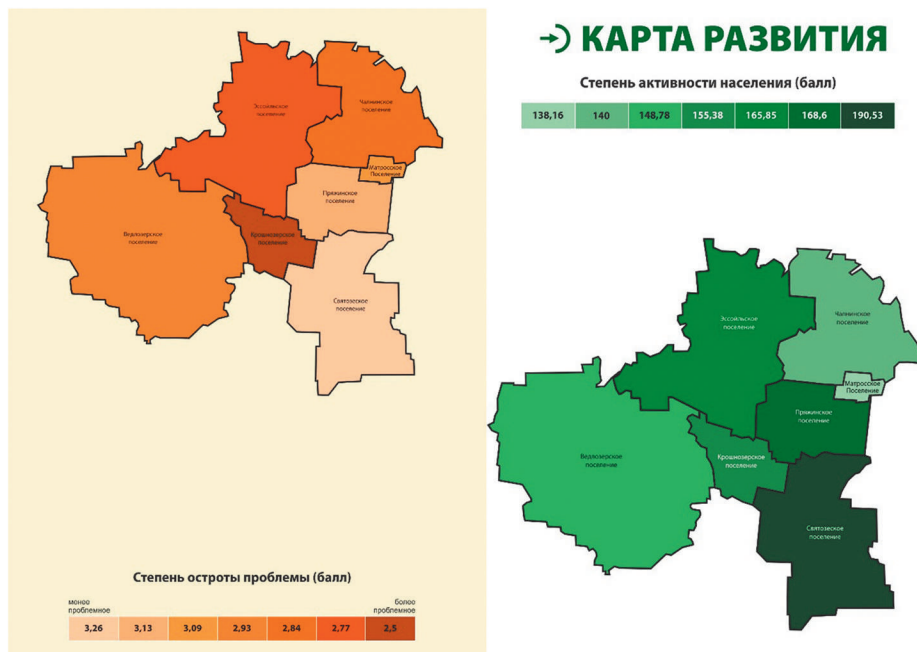 Эссойльское
поселение
Чалнинское
поселение
Матросское
Поселение
Пряжинское
поселение
Ведлозерское
поселение
Крошнозерское
поселение
Святозеское
поселение
Степень остроты проблемы (балл)
менее
проблемное
более
проблемное
3,26 3,13 3,09 2,93 2,84 2,77 2,5
КАРТА РАЗВИТИЯ
Степень активности населения (балл)
138,16 140 148,78 155,38 165,85 168,6 190,53
Эссойльское
поселение
Чалнинское
поселение
Матросское
Поселение
Пряжинское
поселение
Ведлозерское
поселение
Крошнозерское
поселение
Святозеское
поселение